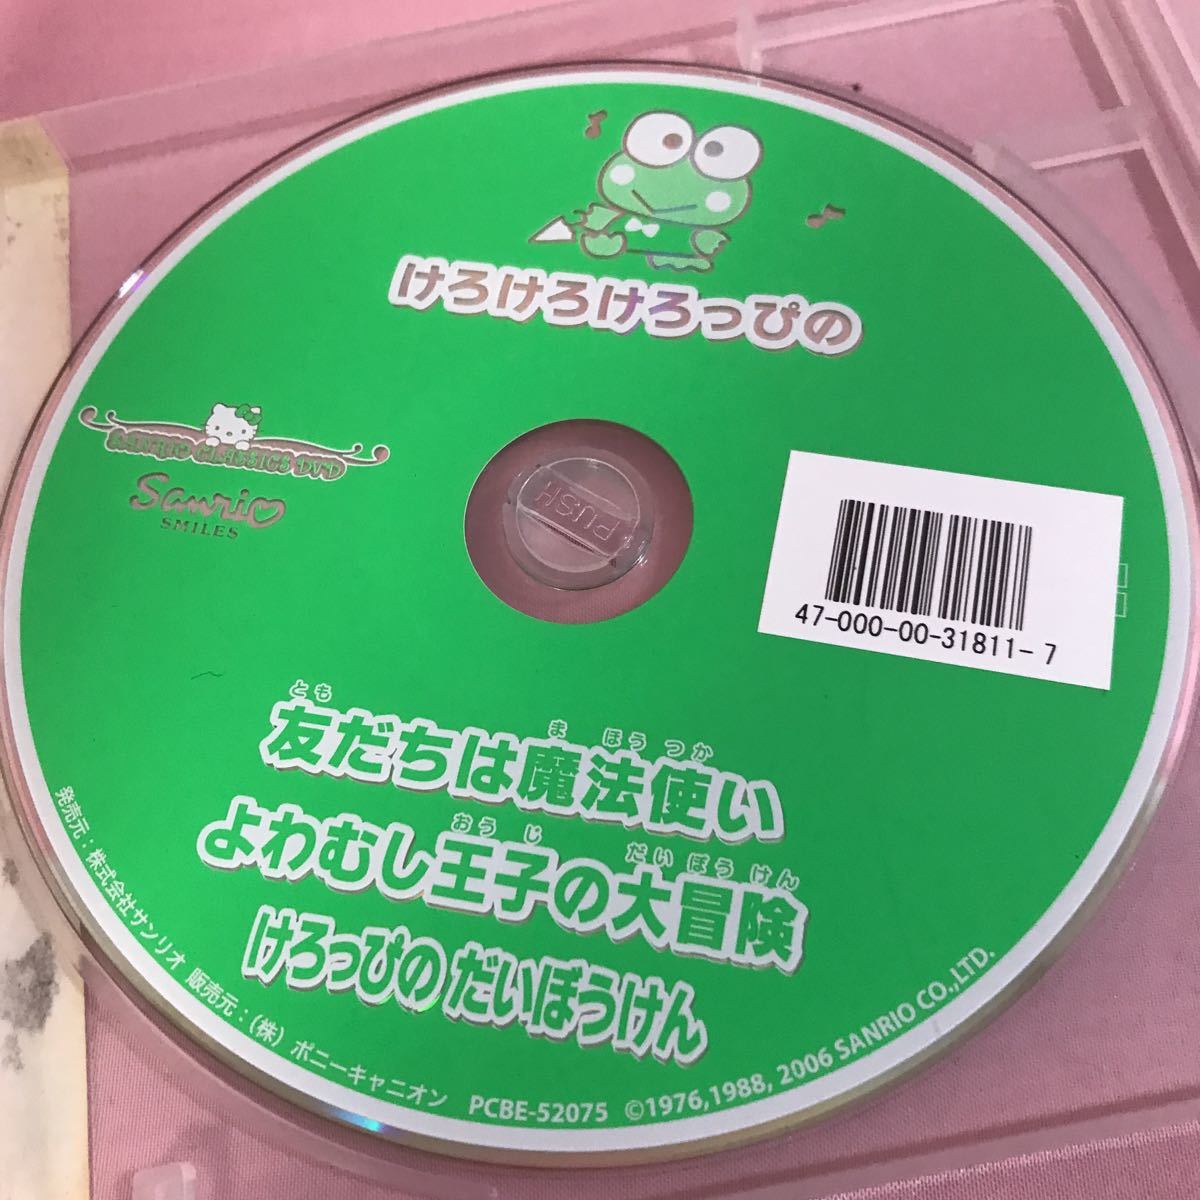 けろけろけろっぴの
SANRIO CLASSICS DVD
Sanrio
SMILES
PUSH
47-000-00-31811-7
とも ま ほう つか
友だちは魔法使い
おう じ だい ぼう けん
よわむし王子の大冒険
けろっぴの だいぼうけん
発売元：株式会社サンリオ 販売元：(株) ポニーキャニオン PCBE-52075 ©1976,1988, 2006 SANRIO CO.,LTD.